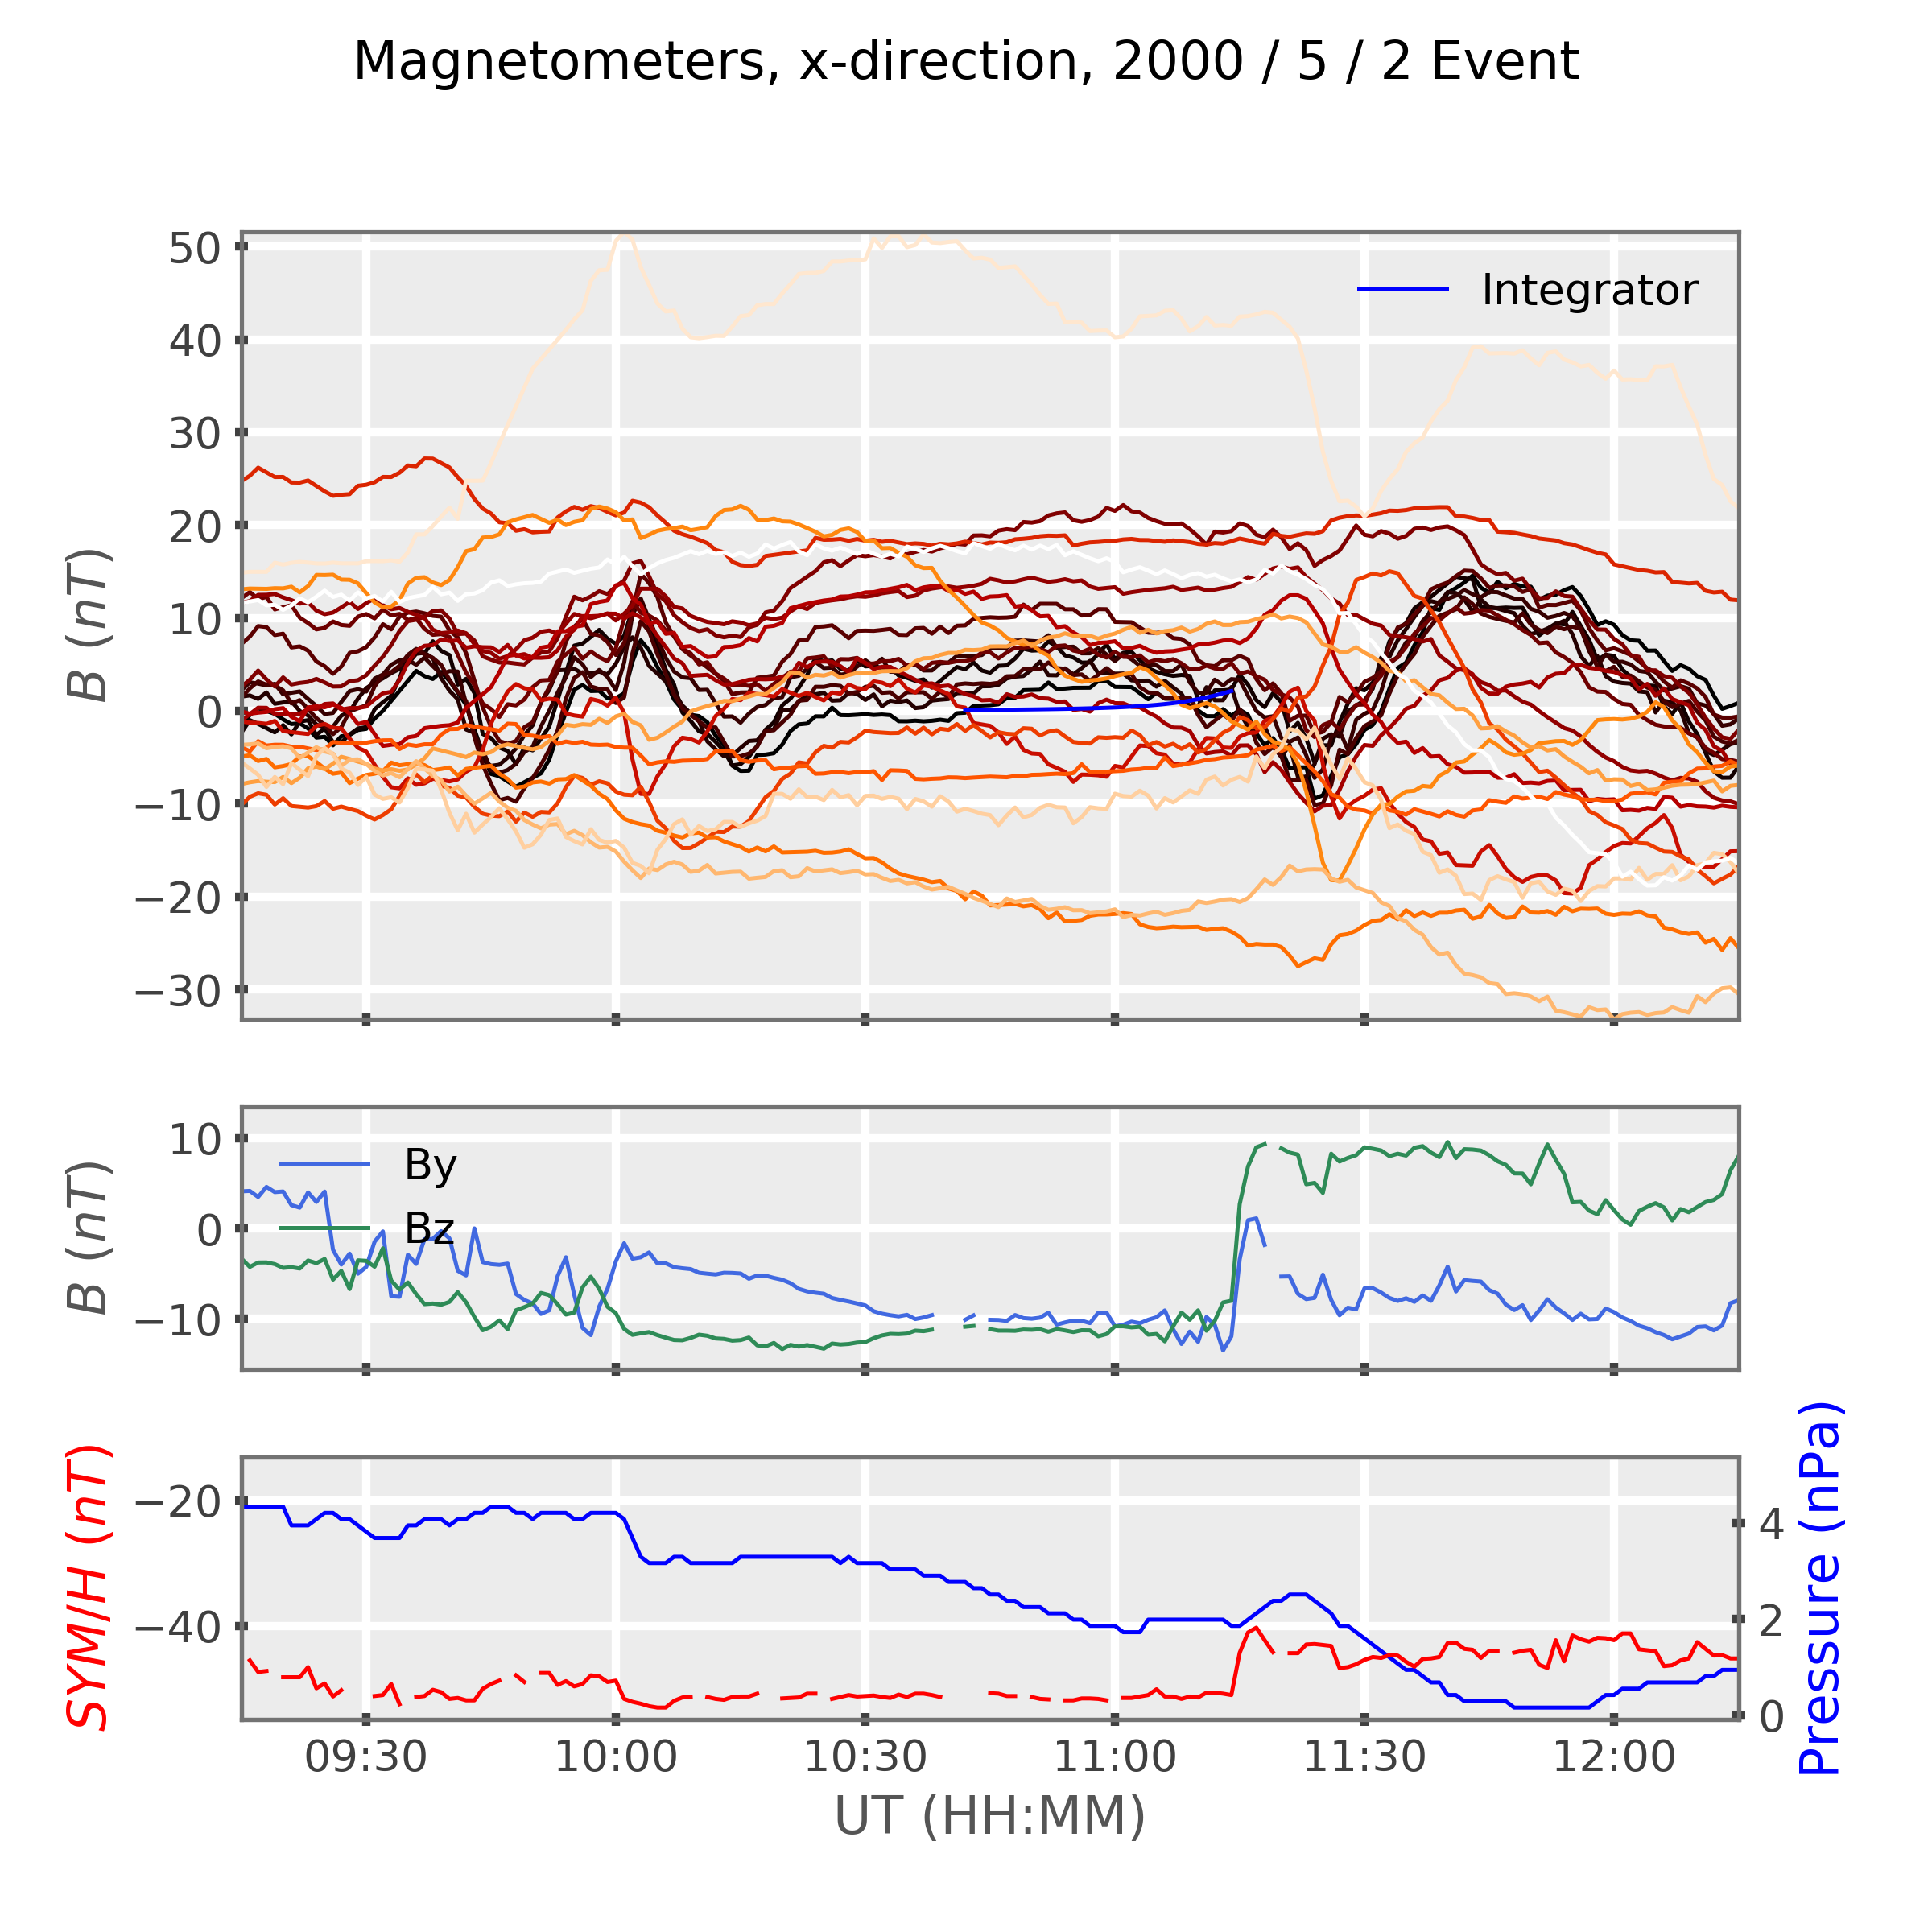 Magnetometers, x-direction, 2000 / 5 / 2 Event
50
40
30
20
10
0
−10
−20
−30
B (nT)
Integrator
10
0
−10
B (nT)
By
Bz
−20
−40
SYM/H (nT)
4
2
0
Pressure (nPa)
09:30 10:00 10:30 11:00 11:30 12:00
UT (HH:MM)